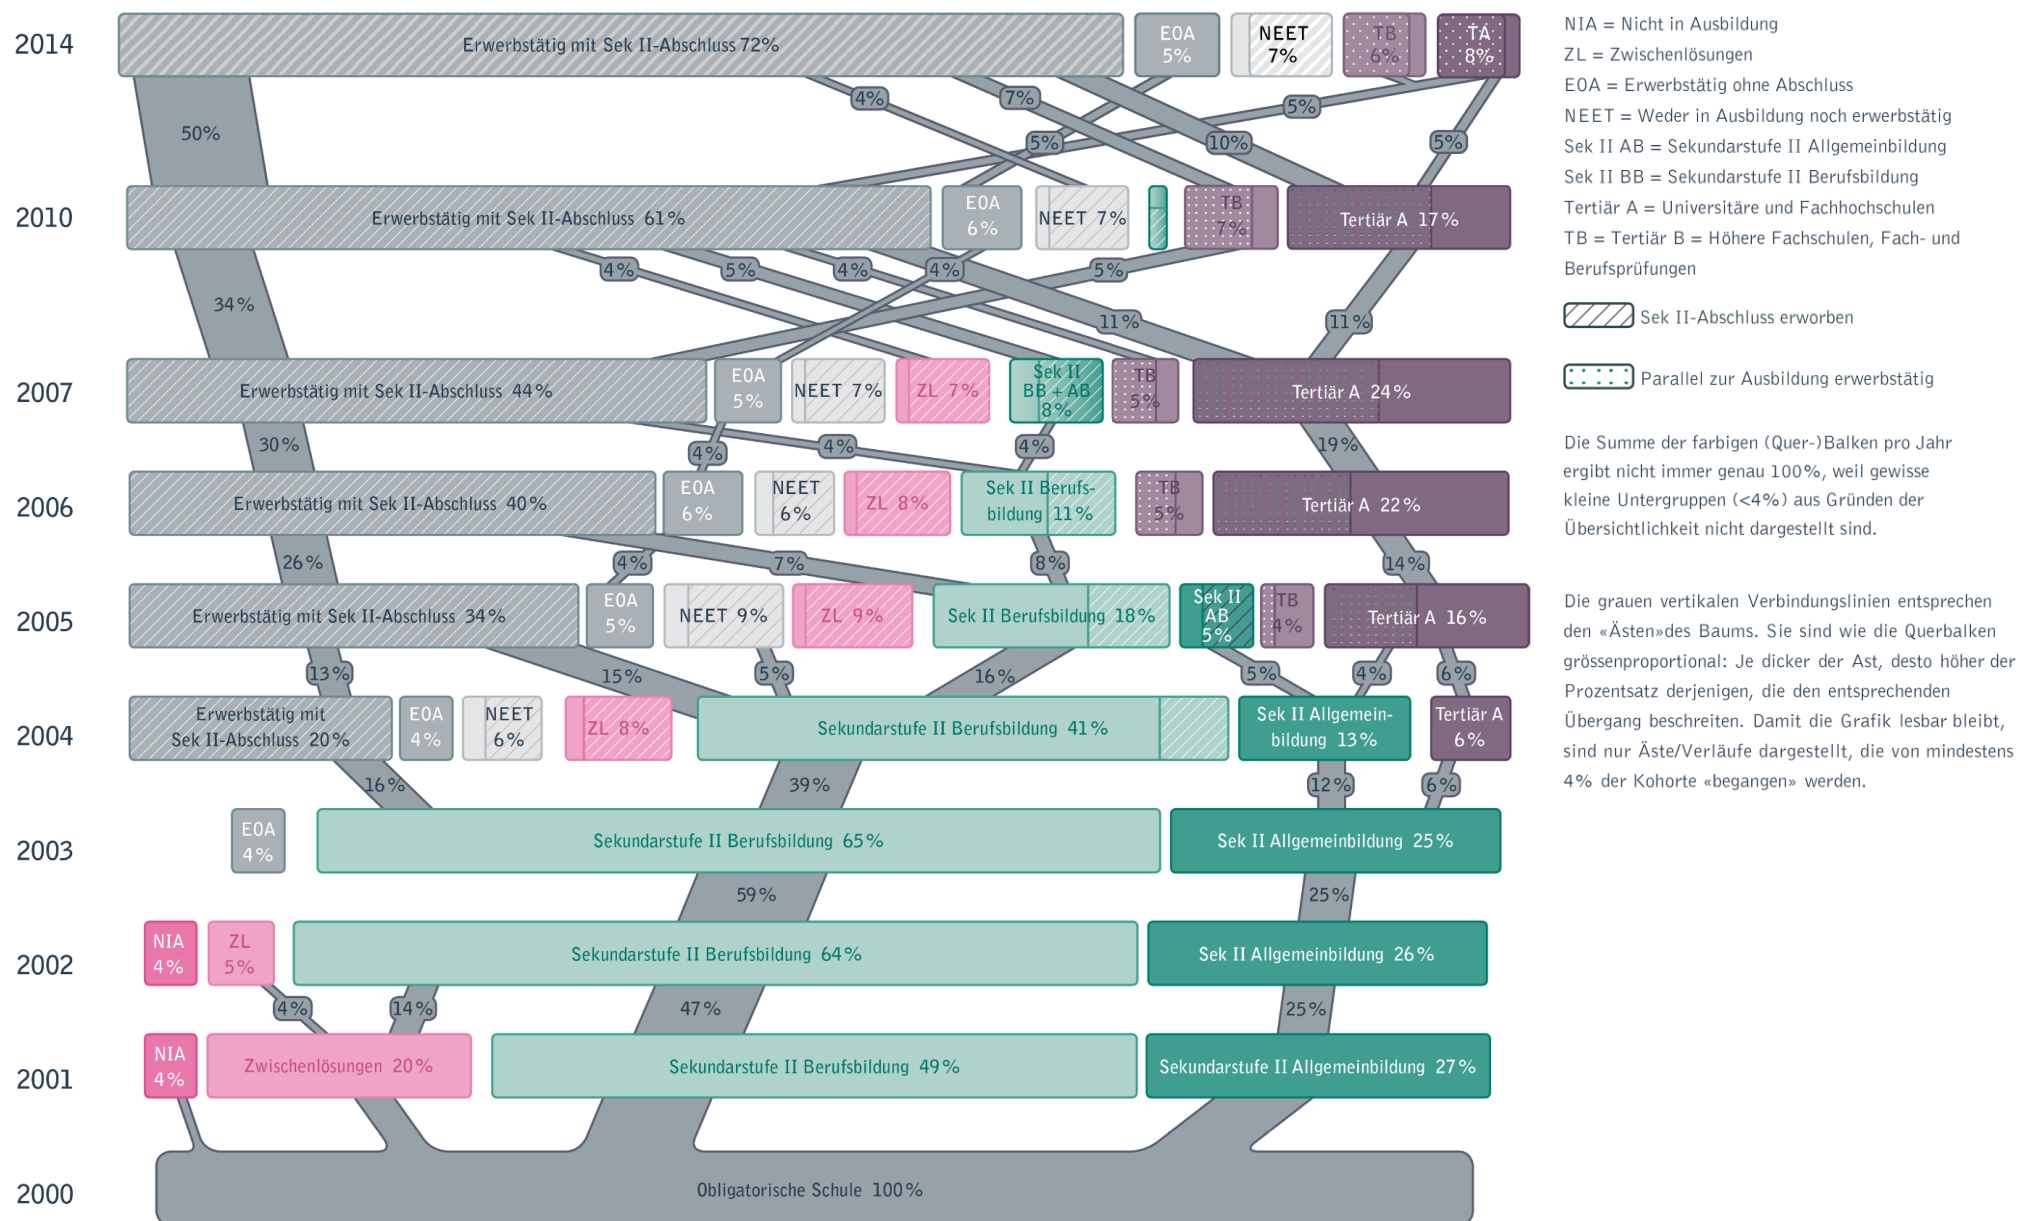 2014
Erwerbstätig mit Sek II-Abschluss 72%
EOA
5%
NEET
7%
TB
6%
TA
8%
50%
4%
7%
5%
5%
10%
5%
2010
Erwerbstätig mit Sek II-Abschluss 61%
EOA
6%
NEET 7%
TB
7%
Tertiär A 17%
34%
4%
5%
4%
4%
5%
11%
11%
2007
Erwerbstätig mit Sek II-Abschluss 44%
EOA
5%
NEET 7%
ZL 7%
Sek II
BB + AB
8%
TB
5%
Tertiär A 24%
30%
4%
4%
4%
19%
2006
Erwerbstätig mit Sek II-Abschluss 40%
EOA
6%
NEET
6%
ZL 8%
Sek II Berufs-
bildung 11%
TB
5%
Tertiär A 22%
26%
4%
7%
8%
14%
2005
Erwerbstätig mit Sek II-Abschluss 34%
EOA
5%
NEET 9%
ZL 9%
Sek II Berufsbildung 18%
Sek II
AB
5%
TB
4%
Tertiär A 16%
13%
15%
5%
16%
5%
4%
6%
2004
Erwerbstätig mit
Sek II-Abschluss 20%
EOA
4%
NEET
6%
ZL 8%
Sekundarstufe II Berufsbildung 41%
Sek II Allgemein-
bildung 13%
Tertiär A
6%
16%
39%
12%
6%
2003
EOA
4%
Sekundarstufe II Berufsbildung 65%
Sek II Allgemeinbildung 25%
59%
25%
2002
NIA
4%
ZL
5%
Sekundarstufe II Berufsbildung 64%
Sek II Allgemeinbildung 26%
4%
14%
47%
25%
2001
NIA
4%
Zwischenlösungen 20%
Sekundarstufe II Berufsbildung 49%
Sekundarstufe II Allgemeinbildung 27%
2000
Obligatorische Schule 100%
NIA = Nicht in Ausbildung
ZL = Zwischenlösungen
EOA = Erwerbstätig ohne Abschluss
NEET = Weder in Ausbildung noch erwerbstätig
Sek II AB = Sekundarstufe II Allgemeinbildung
Sek II BB = Sekundarstufe II Berufsbildung
Tertiär A = Universitäre und Fachhochschulen
TB = Tertiär B = Höhere Fachschulen, Fach- und
Berufsprüfungen
Sek II-Abschluss erworben
Parallel zur Ausbildung erwerbstätig
Die Summe der farbigen (Quer-)Balken pro Jahr
ergibt nicht immer genau 100%, weil gewisse
kleine Untergruppen (<4%) aus Gründen der
Übersichtlichkeit nicht dargestellt sind.
Die grauen vertikalen Verbindungslinien entsprechen
den «Ästen»des Baums. Sie sind wie die Querbalken
grössenproportional: Je dicker der Ast, desto höher der
Prozentsatz derjenigen, die den entsprechenden
Übergang beschreiten. Damit die Grafik lesbar bleibt,
sind nur Äste/Verläufe dargestellt, die von mindestens
4% der Kohorte «begangen» werden.